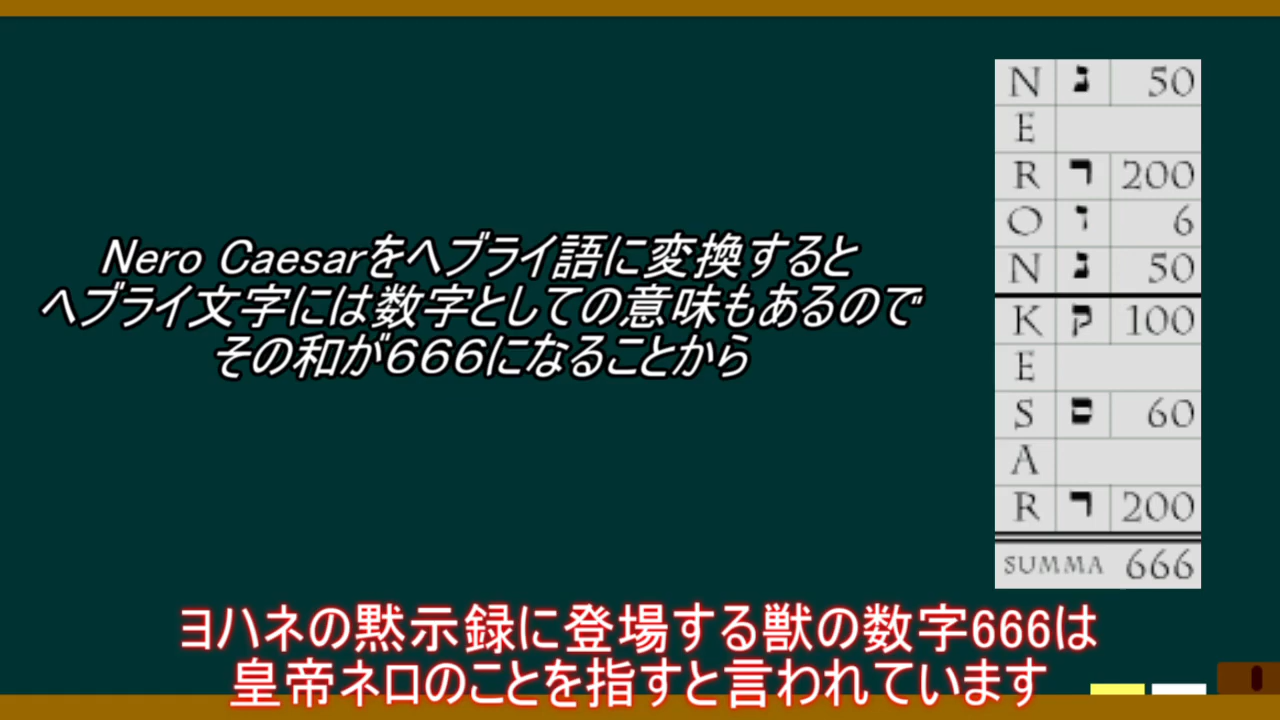 Nero Caesarをヘブライ語に変換すると
ヘブライ文字には数字としての意味もあるので
その和が666になることから
N נ 50
E
R ר 200
O ו 6
N נ 50
K ק 100
E
S ס 60
A
R ר 200
SUMMA 666
ヨハネの黙示録に登場する獣の数字666は
皇帝ネロのことを指すと言われています